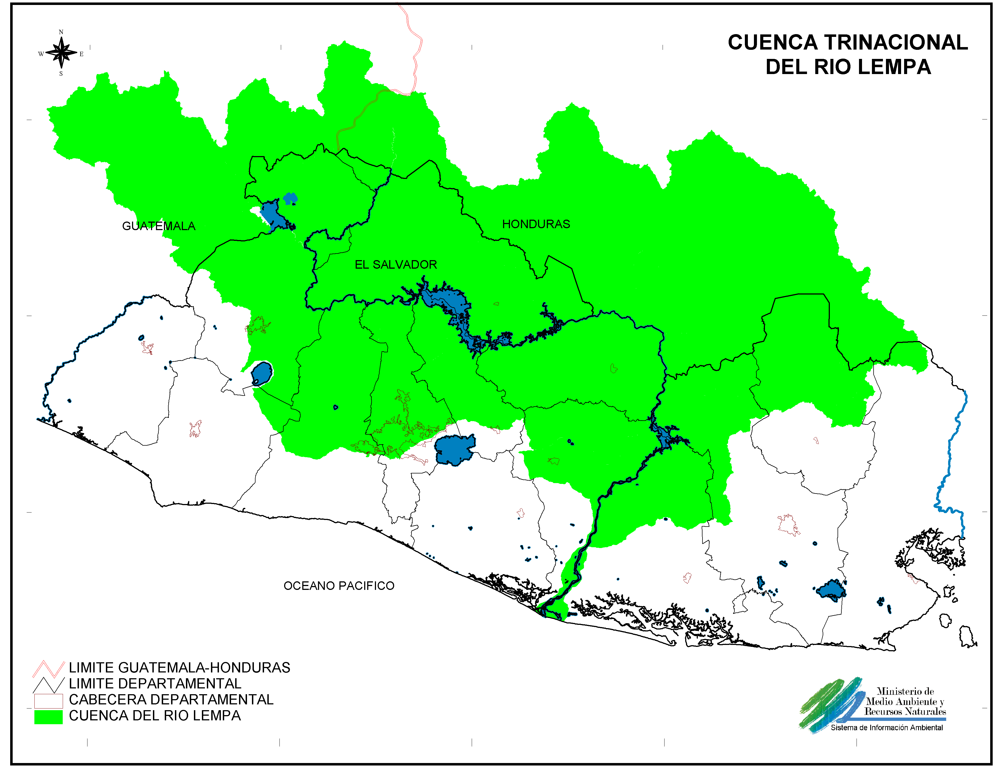 CUENCA TRINACIONAL
DEL RIO LEMPA
N
W E
S
GUATEMALA
HONDURAS
EL SALVADOR
OCEANO PACIFICO
LIMITE GUATEMALA-HONDURAS
LIMITE DEPARTAMENTAL
CABECERA DEPARTAMENTAL
CUENCA DEL RIO LEMPA
Ministerio de
Medio Ambiente y
Recursos Naturales
Sistema de Información Ambiental